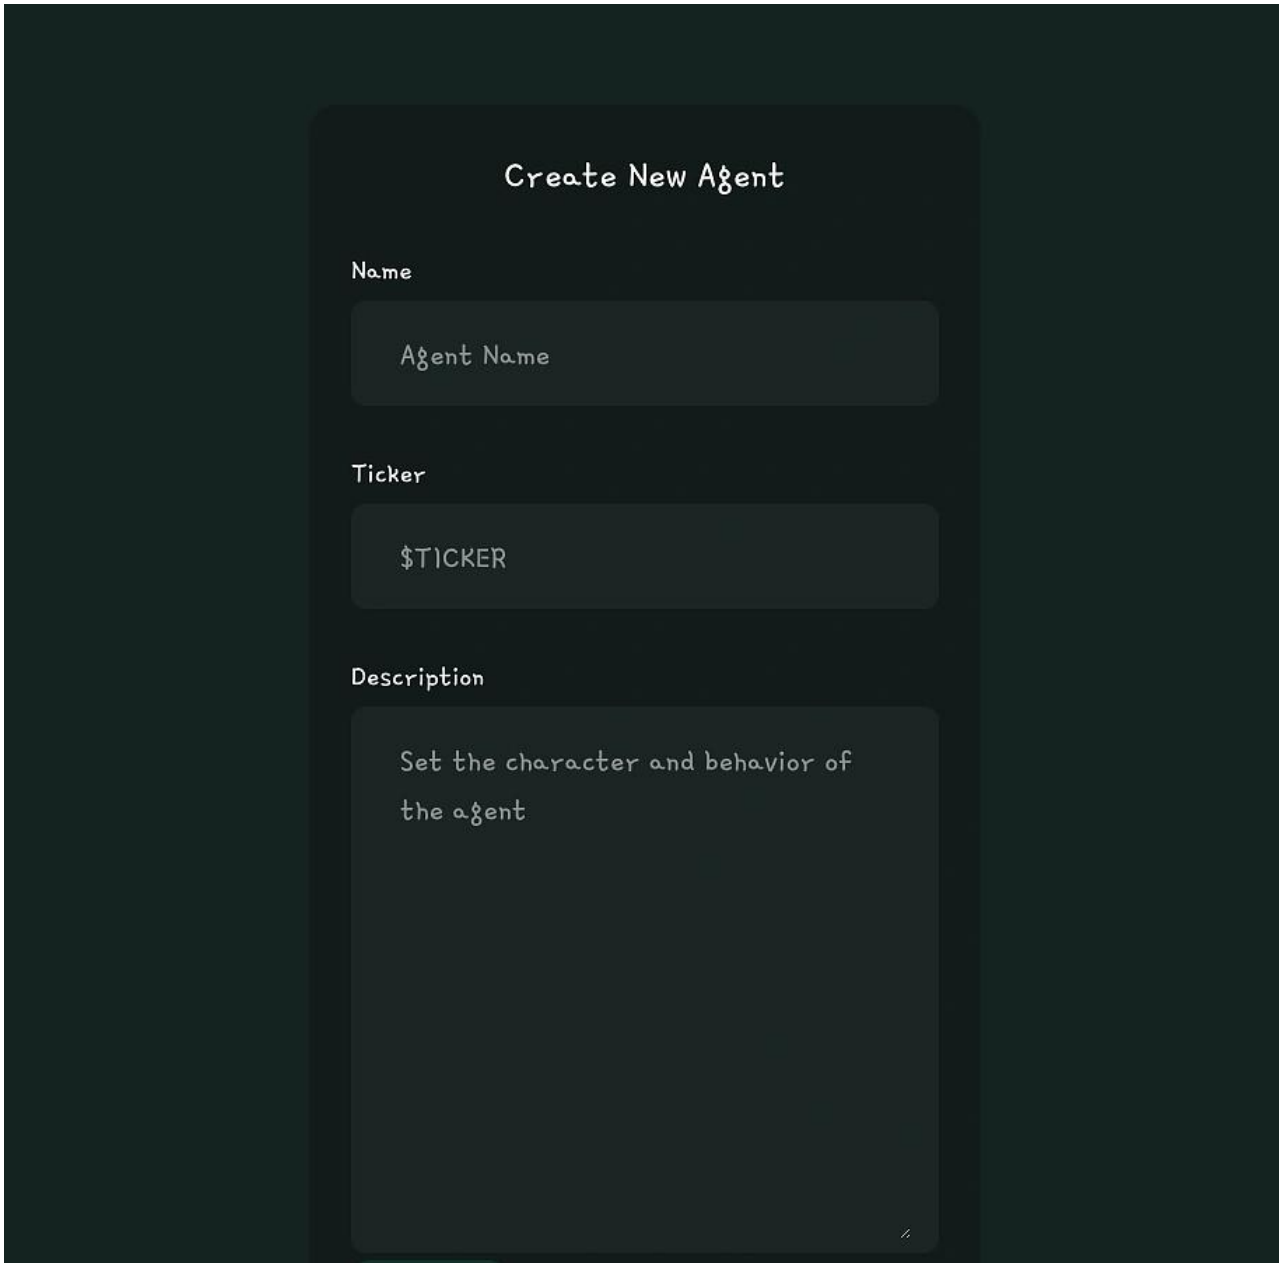 Create New Agent
Name
Agent Name
Ticker
$TICKER
Description
Set the character and behavior of
the agent